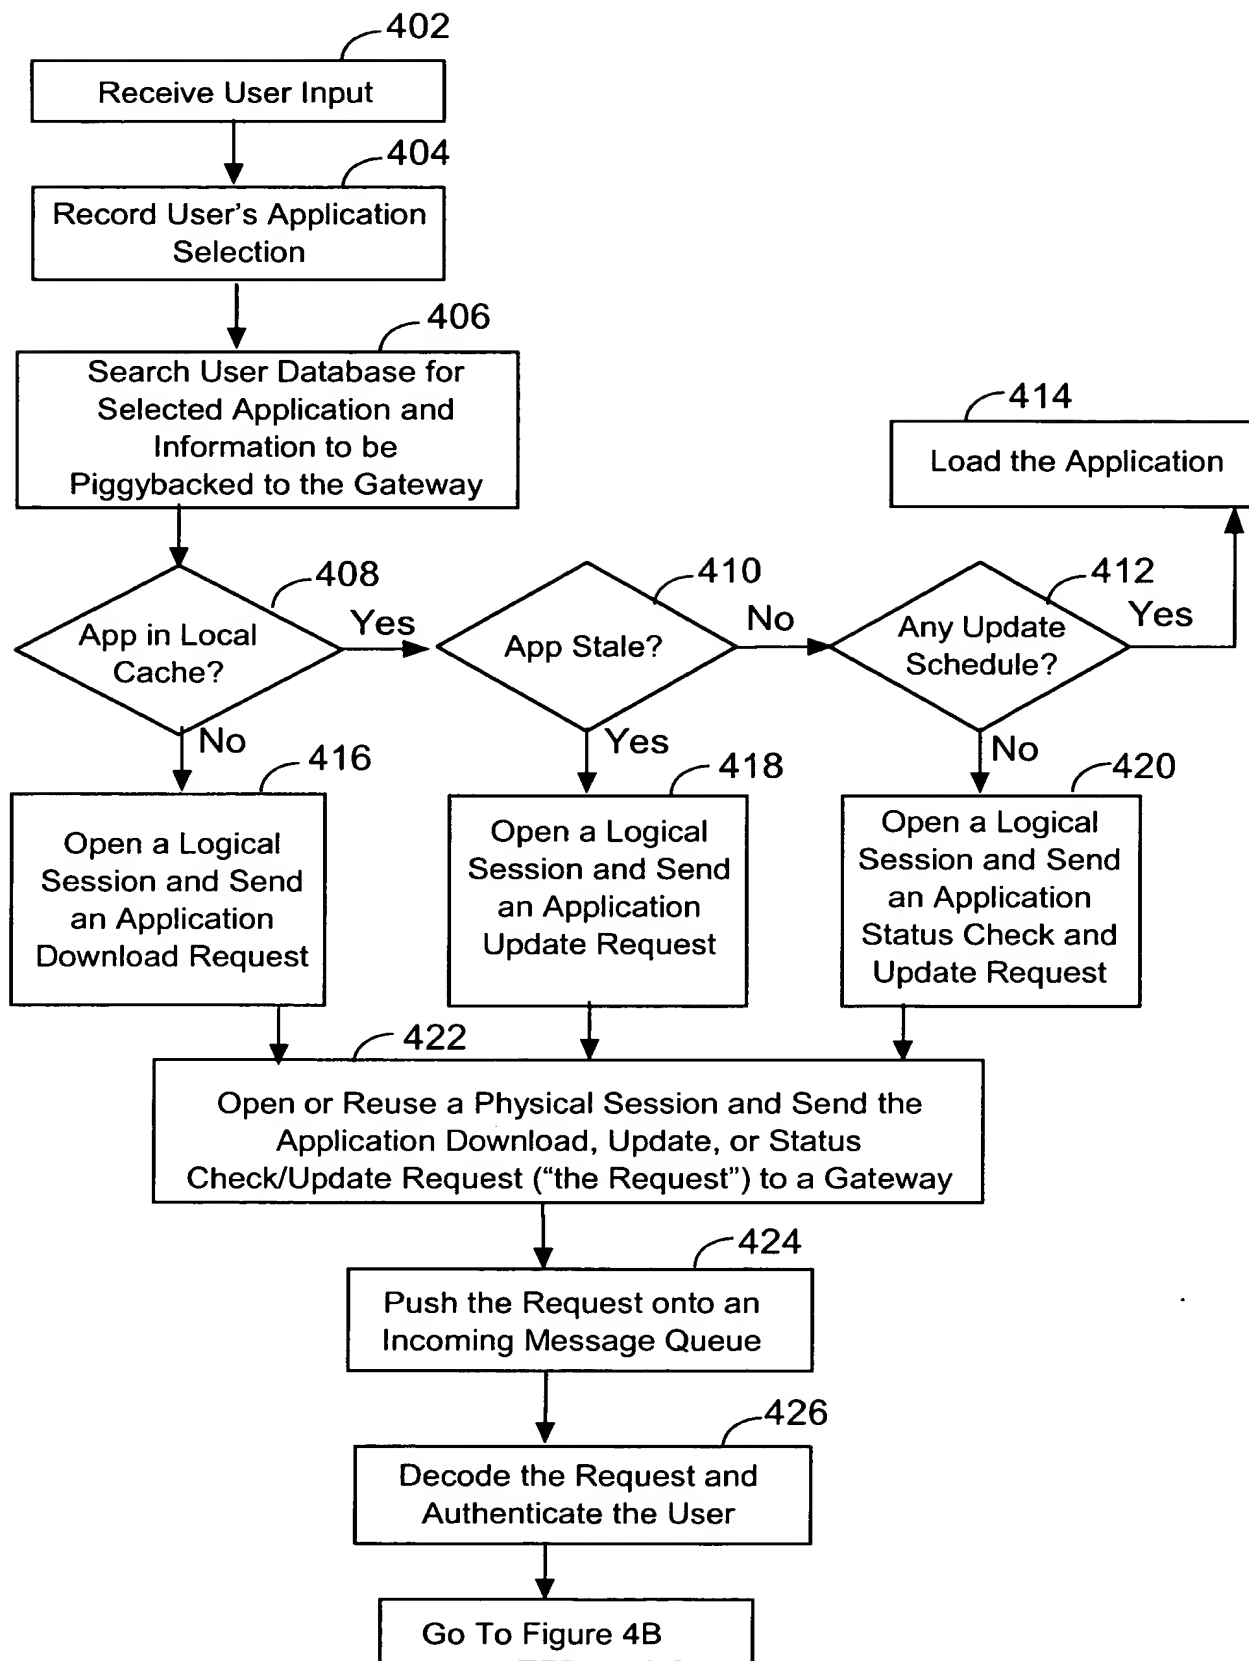 402
Receive User Input
404
Record User's Application
Selection
406
Search User Database for
Selected Application and
Information to be
Piggybacked to the Gateway
414
Load the Application
408
App in Local
Cache?
Yes
410
App Stale?
No
412
Any Update
Schedule?
Yes
No
Yes
No
416
Open a Logical
Session and Send
an Application
Download Request
418
Open a Logical
Session and Send
an Application
Update Request
420
Open a Logical
Session and Send
an Application
Status Check and
Update Request
422
Open or Reuse a Physical Session and Send the
Application Download, Update, or Status
Check/Update Request (“the Request”) to a Gateway
424
Push the Request onto an
Incoming Message Queue
426
Decode the Request and
Authenticate the User
Go To Figure 4B